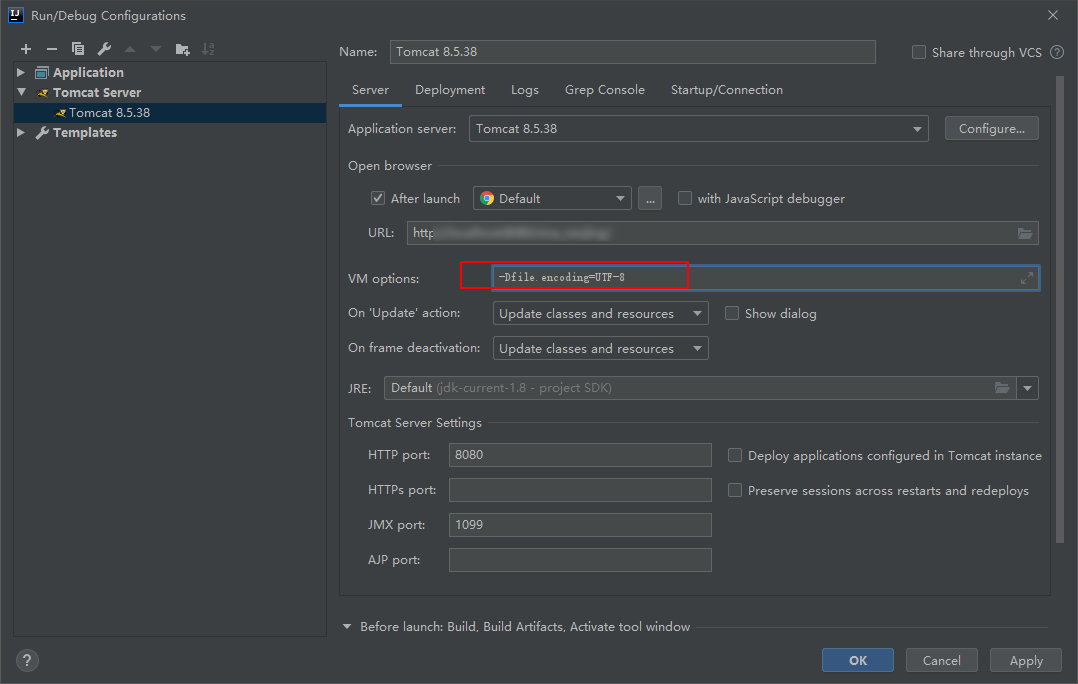 Run/Debug Configurations
Name: Tomcat 8.5.38 Share through VCS ?
Application
Tomcat Server
Tomcat 8.5.38
Templates
Server Deployment Logs Grep Console Startup/Connection
Application server: Tomcat 8.5.38 Configure...
Open browser
After launch Default ... with JavaScript debugger
URL: http
VM options: -Dfile.encoding=UTF-8
On 'Update' action: Update classes and resources Show dialog
On frame deactivation: Update classes and resources
JRE: Default (jdk-current-1.8 - project SDK)
Tomcat Server Settings
HTTP port: 8080 Deploy applications configured in Tomcat instance
HTTPs port: Preserve sessions across restarts and redeploys
JMX port: 1099
AJP port:
Before launch: Build, Build Artifacts, Activate tool window
? OK Cancel Apply